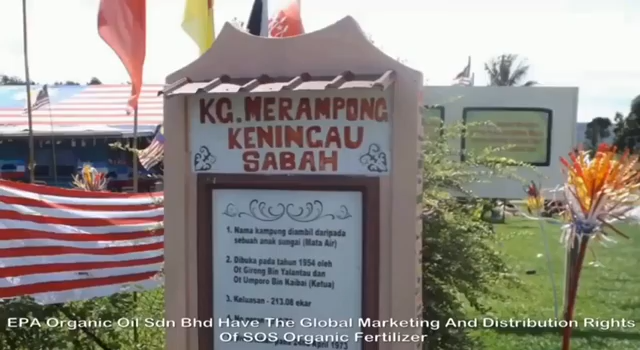 KG. MERAMPONG
KENINGAU
SABAH
1. Nama kampung diambil daripada
sebuah anak sungai (Mata Air)
2. Dibuka pada tahun 1954 oleh
Ot Girong Bin Yalantau dan
Ot Umporo Bin Kaibai (Ketua)
3. Keluasan - 213.08 ekar
EPA Organic Oil Sdn Bhd Have The Global Marketing And Distribution Rights
Of SOS Organic Fertilizer